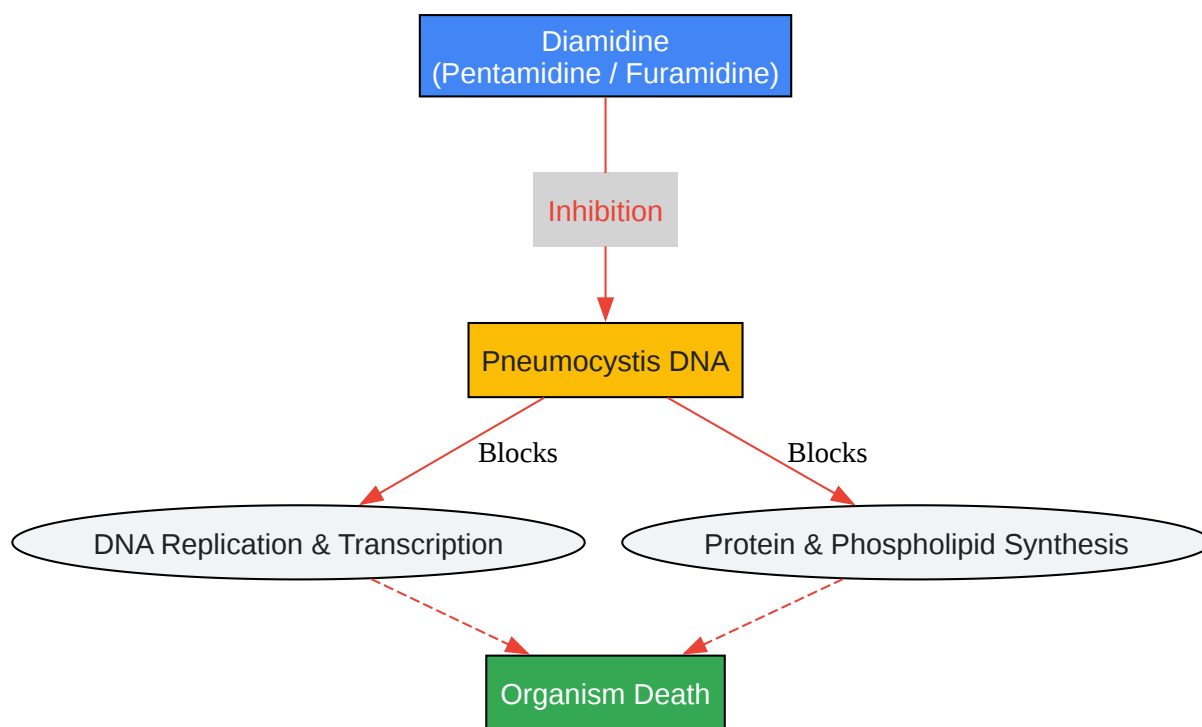 Diamidine
(Pentamidine / Furamidine)
Inhibition
Pneumocystis DNA
Blocks
Blocks
DNA Replication & Transcription
Protein & Phospholipid Synthesis
Organism Death